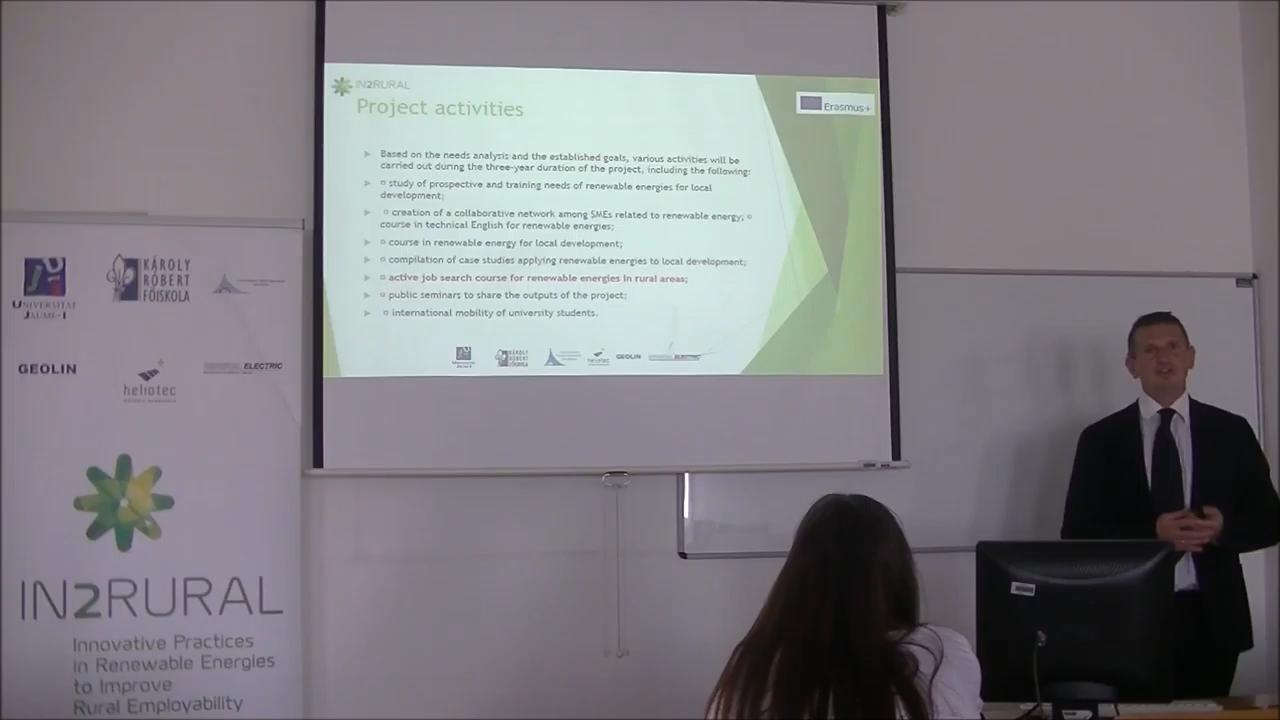 IN2RURAL
Project activities
Erasmus+
Based on the needs analysis and the established goals, various activities will be
carried out during the three-year duration of the project, including the following:
▫ study of prospective and training needs of renewable energies for local
development;
▫ creation of a collaborative network among SMEs related to renewable energy; ▫
course in technical English for renewable energies;
▫ course in renewable energy for local development;
▫ compilation of case studies applying renewable energies to local development;
▫ active job search course for renewable energies in rural areas;
▫ public seminars to share the outputs of the project;
▫ international mobility of university students.
KÁROLY
RÓBERT
FŐISKOLA
heliotec
GEOLIN
ELECTRIC
UNIVERSITAT
JAUME·I
KÁROLY
RÓBERT
FŐISKOLA
GEOLIN
heliotec
ELECTRIC
IN2RURAL
Innovative Practices
in Renewable Energies
to Improve
Rural Employability